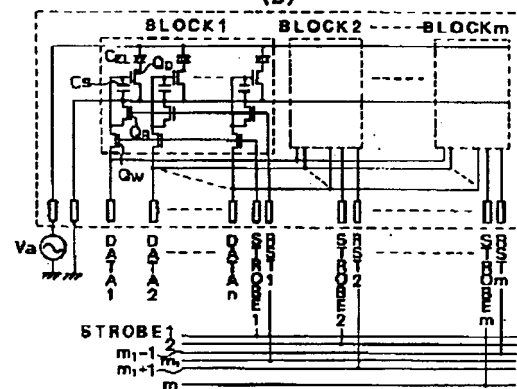 (b)
BLOCK1 BLOCK2 BLOCKm
CEL QD
CS
QR
QW
Va
DATA1 DATA2 DATAn STROBE1 RST1 STROBE2 RST2 STROBEm RSTm
STROBE1
2
m₁-1
m₁
m₁+1
m